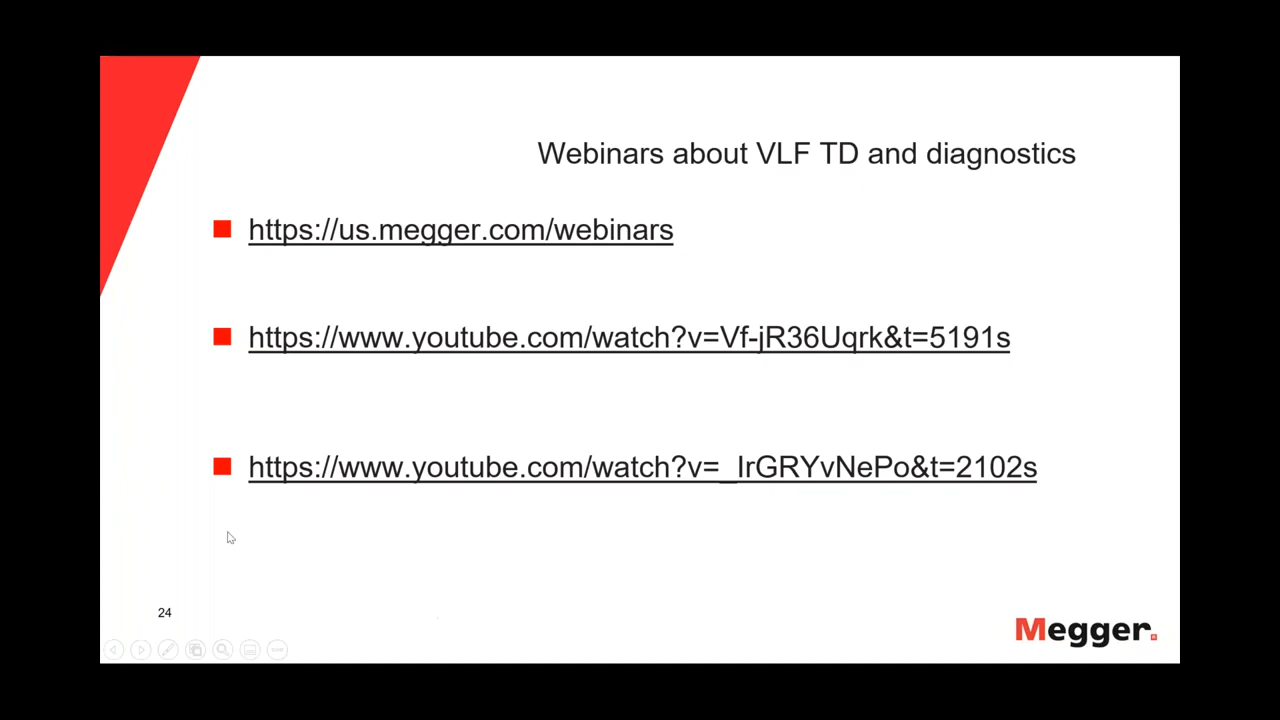 Webinars about VLF TD and diagnostics
https://us.megger.com/webinars
https://www.youtube.com/watch?v=Vf-jR36Uqrk&t=5191s
https://www.youtube.com/watch?v=_IrGRYvNePo&t=2102s
24
Megger.